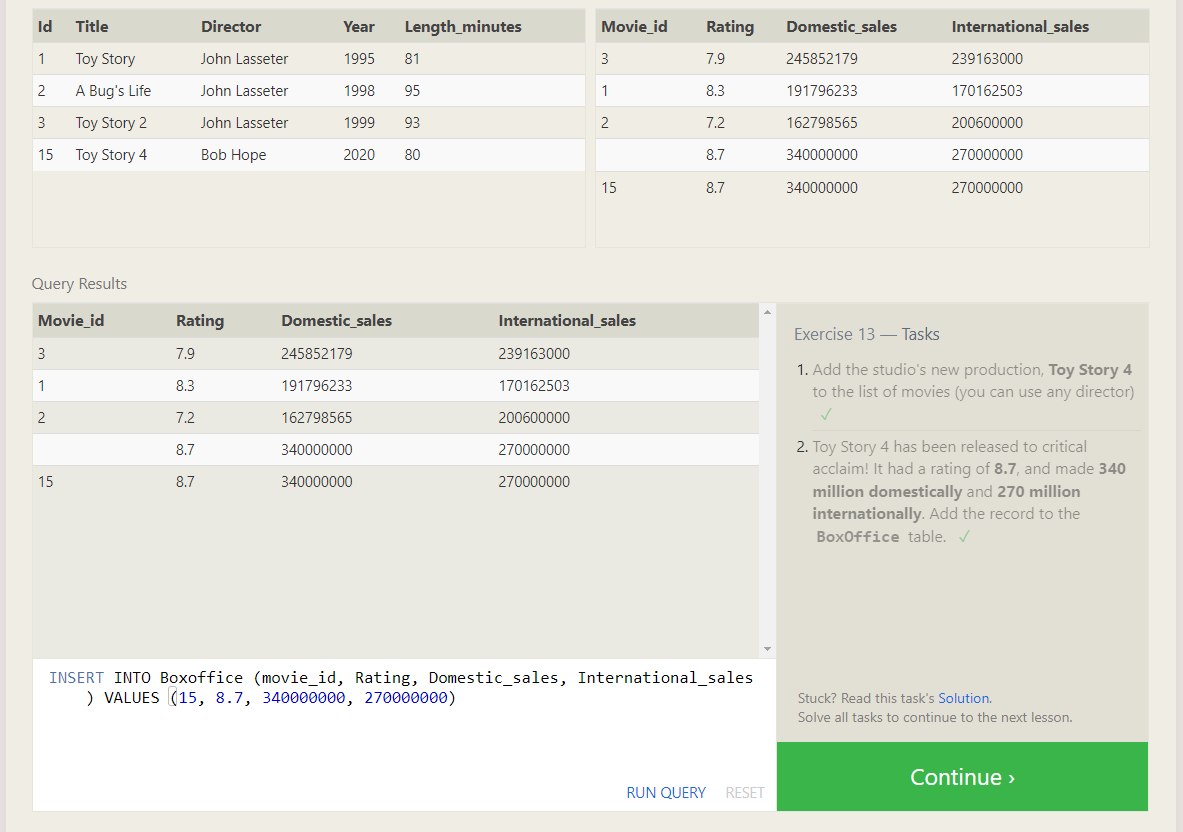 Id Title Director Year Length_minutes
1 Toy Story John Lasseter 1995 81
2 A Bug's Life John Lasseter 1998 95
3 Toy Story 2 John Lasseter 1999 93
15 Toy Story 4 Bob Hope 2020 80
Movie_id Rating Domestic_sales International_sales
3 7.9 245852179 239163000
1 8.3 191796233 170162503
2 7.2 162798565 200600000
8.7 340000000 270000000
15 8.7 340000000 270000000
Query Results
Movie_id Rating Domestic_sales International_sales
3 7.9 245852179 239163000
1 8.3 191796233 170162503
2 7.2 162798565 200600000
8.7 340000000 270000000
15 8.7 340000000 270000000
INSERT INTO Boxoffice (movie_id, Rating, Domestic_sales, International_sales
) VALUES (15, 8.7, 340000000, 270000000)
RUN QUERY RESET
Exercise 13 — Tasks
1. Add the studio's new production, Toy Story 4
to the list of movies (you can use any director)
✓
2. Toy Story 4 has been released to critical
acclaim! It had a rating of 8.7, and made 340
million domestically and 270 million
internationally. Add the record to the
BoxOffice table. ✓
Stuck? Read this task's Solution.
Solve all tasks to continue to the next lesson.
Continue ›